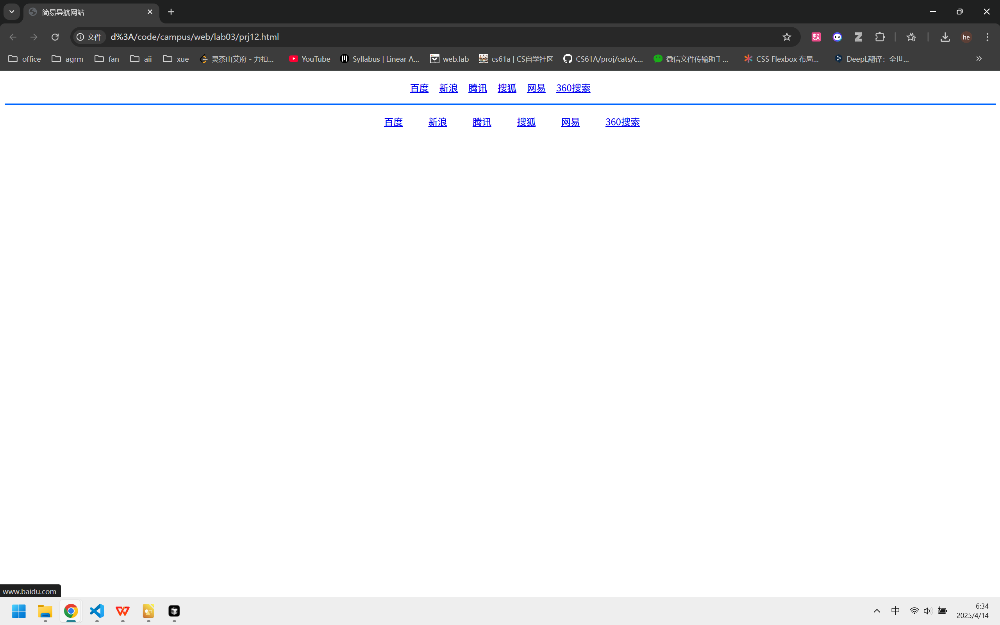 简易导航网站
文件 d%3A/code/campus/web/lab03/prj12.html
he
office agrm fan aii xue 灵茶山艾府 - 力扣... YouTube Syllabus | Linear A... web.lab cs61a | CS自学社区 CS61A/proj/cats/c... 微信文件传输助手... CSS Flexbox 布局... DeepL翻译：全世...
百度 新浪 腾讯 搜狐 网易 360搜索
百度 新浪 腾讯 搜狐 网易 360搜索
www.baidu.com
中
6:34
2025/4/14